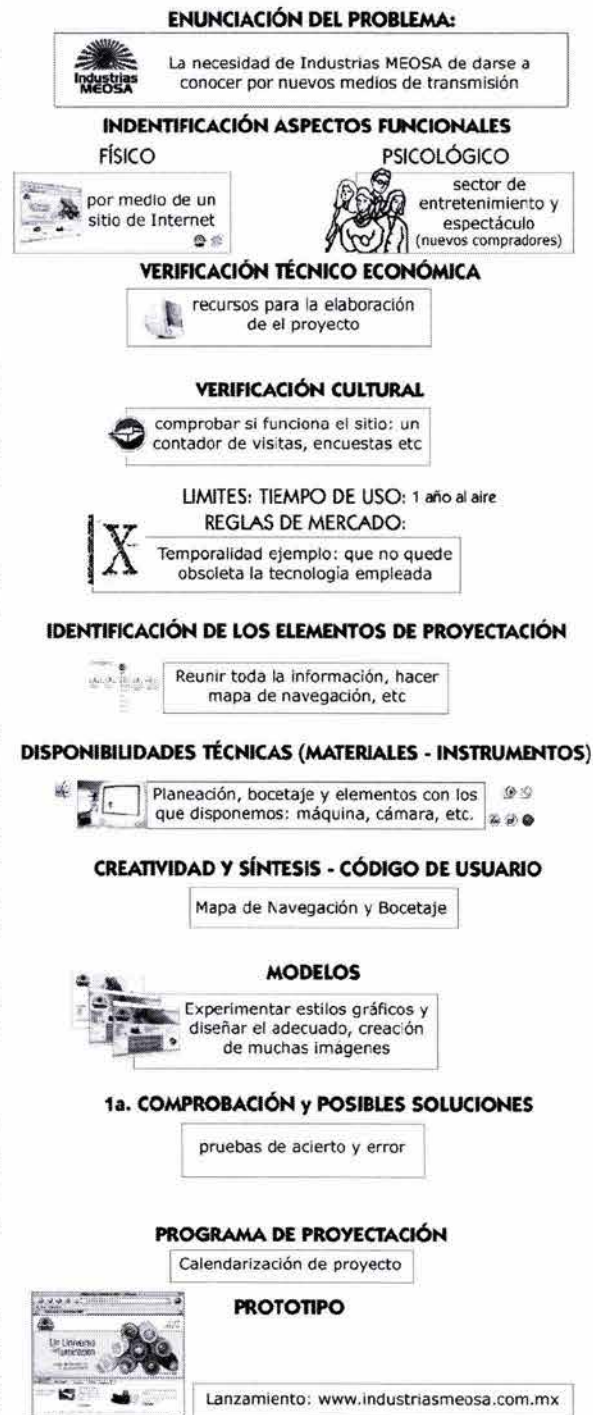 ENUNCIACIÓN DEL PROBLEMA:
Industrias
MEOSA
La necesidad de Industrias MEOSA de darse a
conocer por nuevos medios de transmisión
INDENTIFICACIÓN ASPECTOS FUNCIONALES
FÍSICO
por medio de un
sitio de Internet
PSICOLÓGICO
sector de
entretenimiento y
espectáculo
(nuevos compradores)
VERIFICACIÓN TÉCNICO ECONÓMICA
recursos para la elaboración
de el proyecto
VERIFICACIÓN CULTURAL
comprobar si funciona el sitio: un
contador de visitas, encuestas etc
LIMITES: TIEMPO DE USO: 1 año al aire
REGLAS DE MERCADO:
Temporalidad ejemplo: que no quede
obsoleta la tecnología empleada
IDENTIFICACIÓN DE LOS ELEMENTOS DE PROYECTACIÓN
Reunir toda la información, hacer
mapa de navegación, etc
DISPONIBILIDADES TÉCNICAS (MATERIALES - INSTRUMENTOS)
Planeación, bocetaje y elementos con los
que disponemos: máquina, cámara, etc.
CREATIVIDAD Y SÍNTESIS - CÓDIGO DE USUARIO
Mapa de Navegación y Bocetaje
MODELOS
Experimentar estilos gráficos y
diseñar el adecuado, creación
de muchas imágenes
1a. COMPROBACIÓN y POSIBLES SOLUCIONES
pruebas de acierto y error
PROGRAMA DE PROYECTACIÓN
Calendarización de proyecto
PROTOTIPO
Un Universo
Lanzamiento: www.industriasmeosa.com.mx